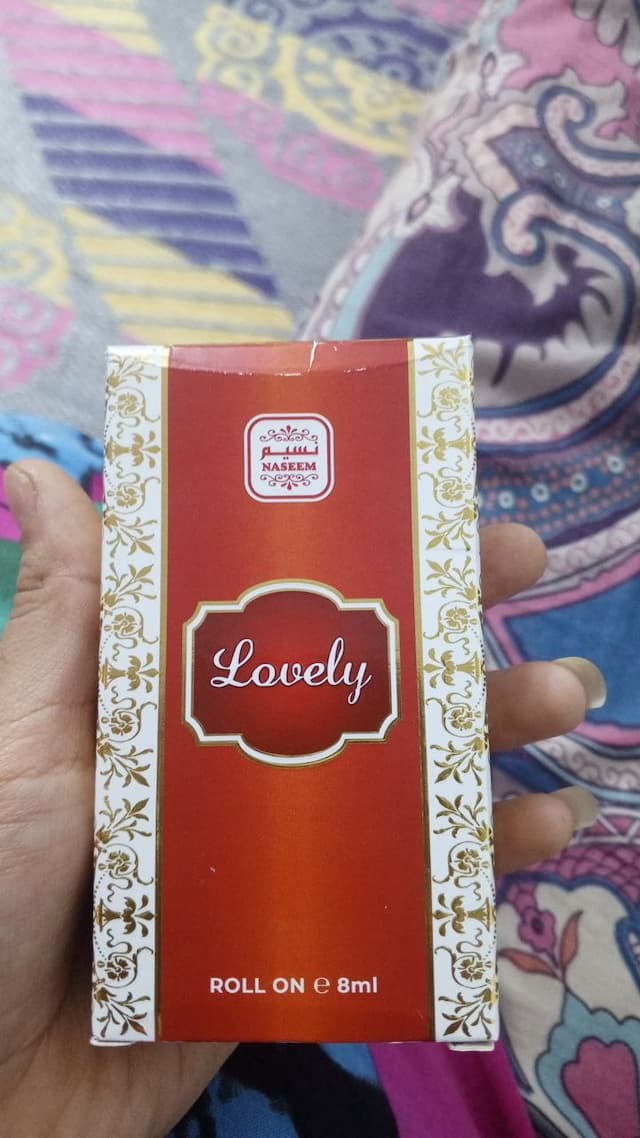 نسيم
NASEEM
Lovely
ROLL ON ℮ 8ml